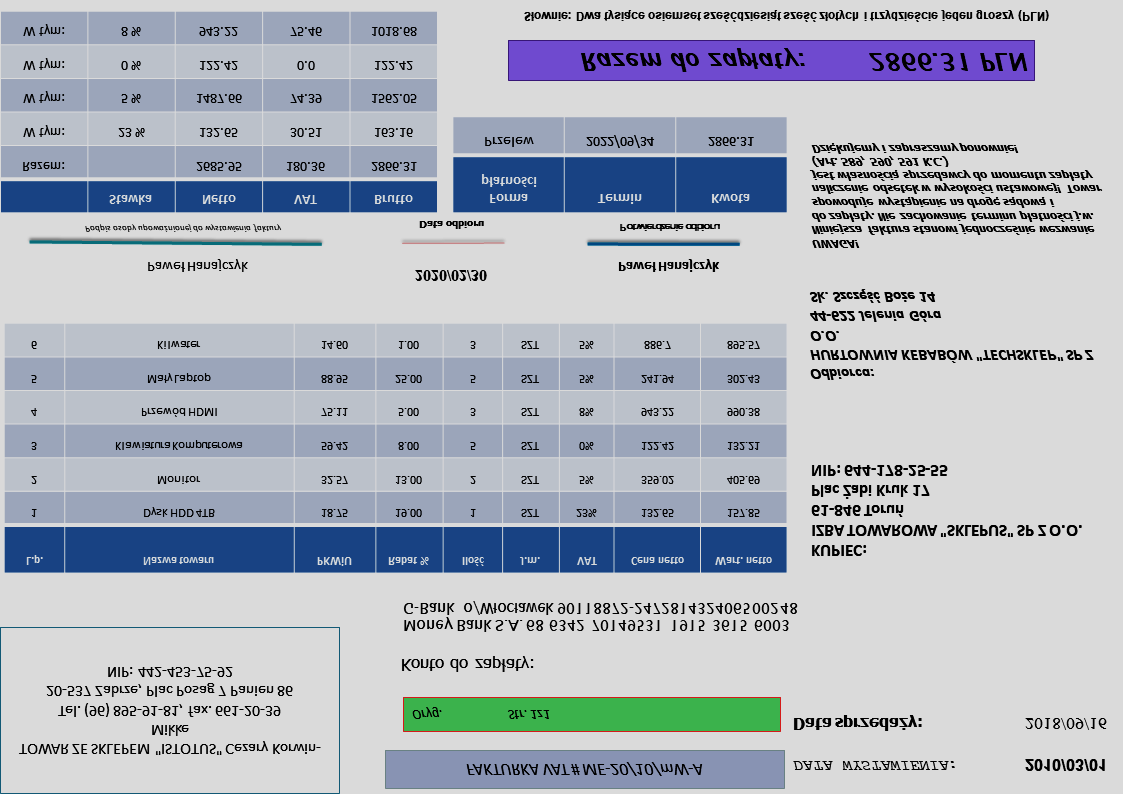 FAKTURKA VAT# ME-20/10/mW-A
DATA WYSTAWIENIA: 2010/03/01
Oryg. Str. 1z1
Data sprzedaży: 2018/09/16
TOWAR ZE SKLEPEM "ISTOTUS" Cezary Korwin-
Mikke
Tel. (96) 895-91-81, fax. 661-20-39
20-537 Zabrze, Plac Posag 7 Panien 86
NIP: 442-453-75-92
Konto do zapłaty:
Money Bank S.A. 68 6342 70149531 1915 3615 6003
G-Bank o/Włocławek 90118872-247281432406500248
KUPIEC:
IZBA TOWAROWA "SKLEPUS" SP Z O.O.
61-846 Toruń
Plac Żabi Kruk 17
NIP: 644-178-25-55
Odbiorca:
HURTOWNIA KEBABÓW "TECHSKLEP" SP Z
O.O.
44-622 Jelenia Góra
Sk. Szczęść Boże 14
L.p. Nazwa towaru PKWiU Rabat % Ilość J.m. VAT Cena netto Wart. netto
1 Dysk HDD 4TB 18.75 19.00 1 SZT 23% 132.65 157.85
2 Monitor 32.57 13.00 2 SZT 5% 359.02 405.69
3 Klawiatura Komputerowa 59.42 8.00 5 SZT 0% 122.42 132.21
4 Przewód HDMI 75.11 5.00 3 SZT 8% 943.22 990.38
5 Mały Laptop 88.95 25.00 5 SZT 5% 241.94 302.43
6 Kilwater 14.60 1.00 3 SZT 5% 886.7 895.57
Paweł Hanajczyk
Podpis osoby upoważnionej do wystawienia faktury
2020/02/30
Data odbioru
Paweł Hanajczyk
Potwierdzenie odbioru
UWAGA!
Niniejsza faktura stanowi jednocześnie wezwanie
do zapłaty. Nie zachowanie terminu płatności j.w.
spowoduje wystąpienie na drogę sądową i
naliczenie odsetek w wysokości ustawowej! Towar
jest własnością sprzedawcy do momentu zapłaty
(Art. 589, 590, 591 K.C.)
Dziękujemy i zapraszamy ponownie!
Stawka Netto VAT Brutto
Razem: 2685.95 180.36 2866.31
W tym: 23 % 132.65 30.51 163.16
W tym: 5 % 1487.66 74.39 1562.05
W tym: 0 % 122.42 0.0 122.42
W tym: 8 % 943.22 75.46 1018.68
Forma
płatności
Termin Kwota
Przelew 2022/09/34 2866.31
Razem do zapłaty: 2866.31 PLN
Słownie: Dwa tysiące osiemset sześćdziesiąt sześć złotych i trzydzieście jeden groszy (PLN)